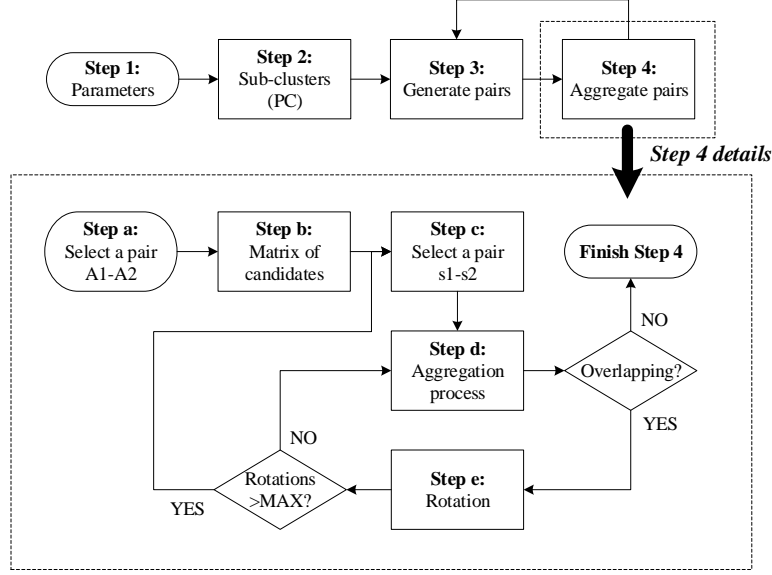 Step 1:
Parameters
Step 2:
Sub-clusters
(PC)
Step 3:
Generate pairs
Step 4:
Aggregate pairs
Step 4 details
Step a:
Select a pair
A1-A2
Step b:
Matrix of
candidates
Step c:
Select a pair
s1-s2
Finish Step 4
NO
Step d:
Aggregation
process
Overlapping?
YES
NO
Rotations
>MAX?
YES
Step e:
Rotation